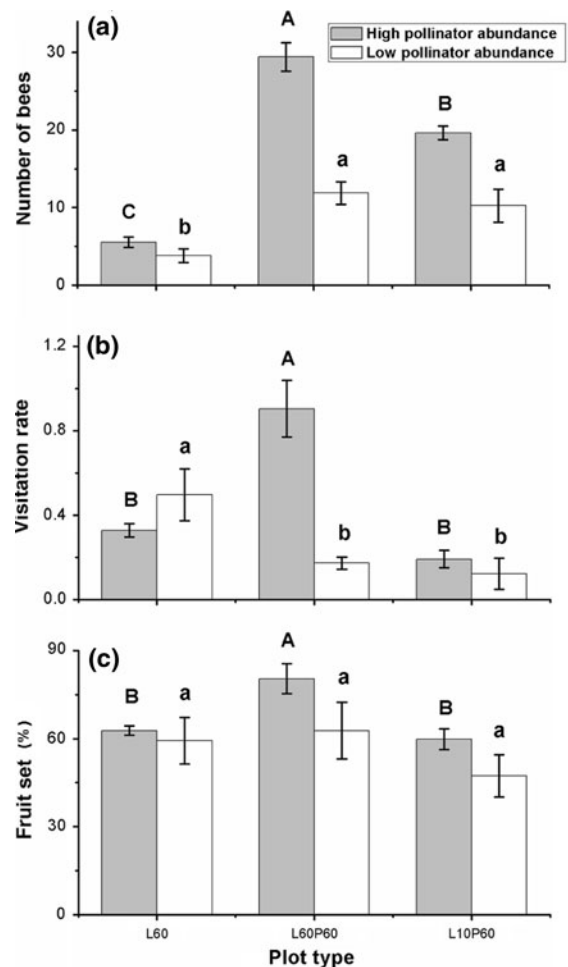 (a)
High pollinator abundance
Low pollinator abundance
Number of bees
30
20
10
0
C
b
A
a
B
a
(b)
Visitation rate
1.2
0.8
0.4
0.0
B
a
A
b
B
b
(c)
Fruit set (%)
90
60
30
0
B
a
A
a
B
a
L60
L60P60
L10P60
Plot type